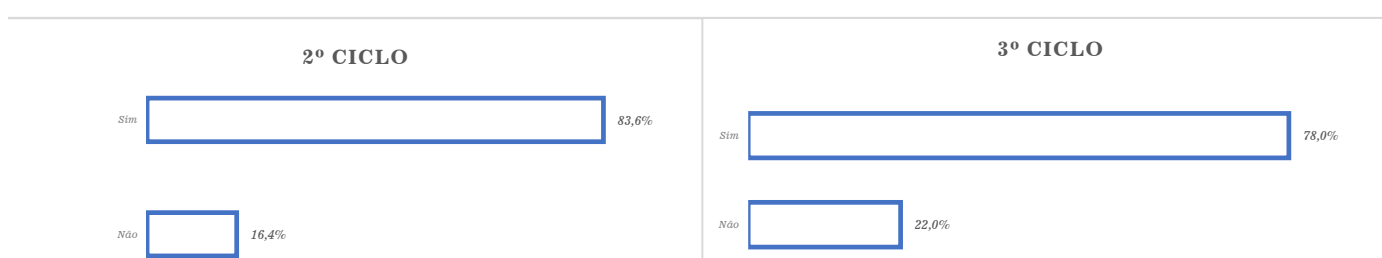 2º CICLO
Sim 83,6%
Não 16,4%
3º CICLO
Sim 78,0%
Não 22,0%